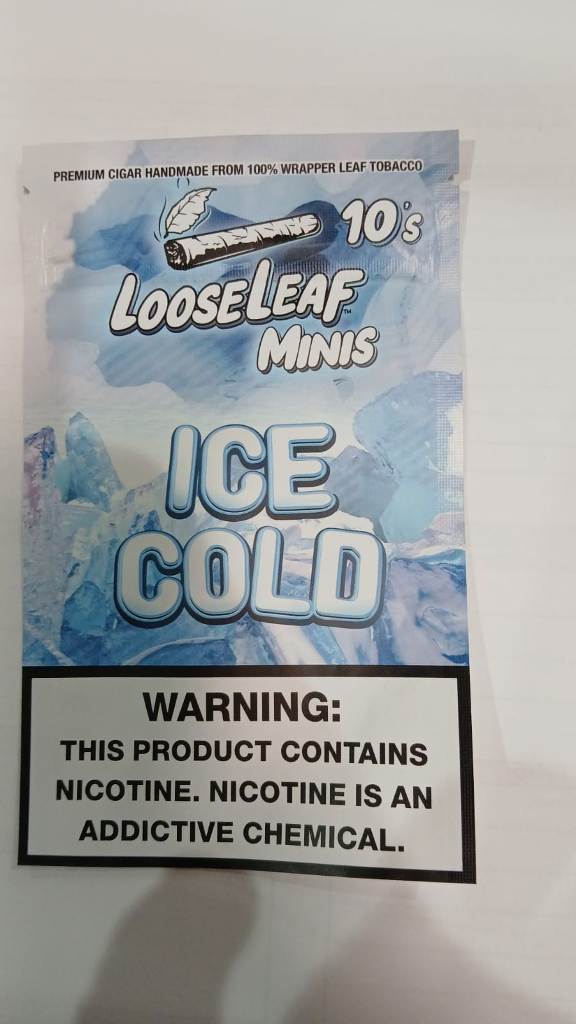 PREMIUM CIGAR HANDMADE FROM 100% WRAPPER LEAF TOBACCO
10's
LOOSELEAF™
MINIS
ICE
COLD
WARNING:
THIS PRODUCT CONTAINS
NICOTINE. NICOTINE IS AN
ADDICTIVE CHEMICAL.